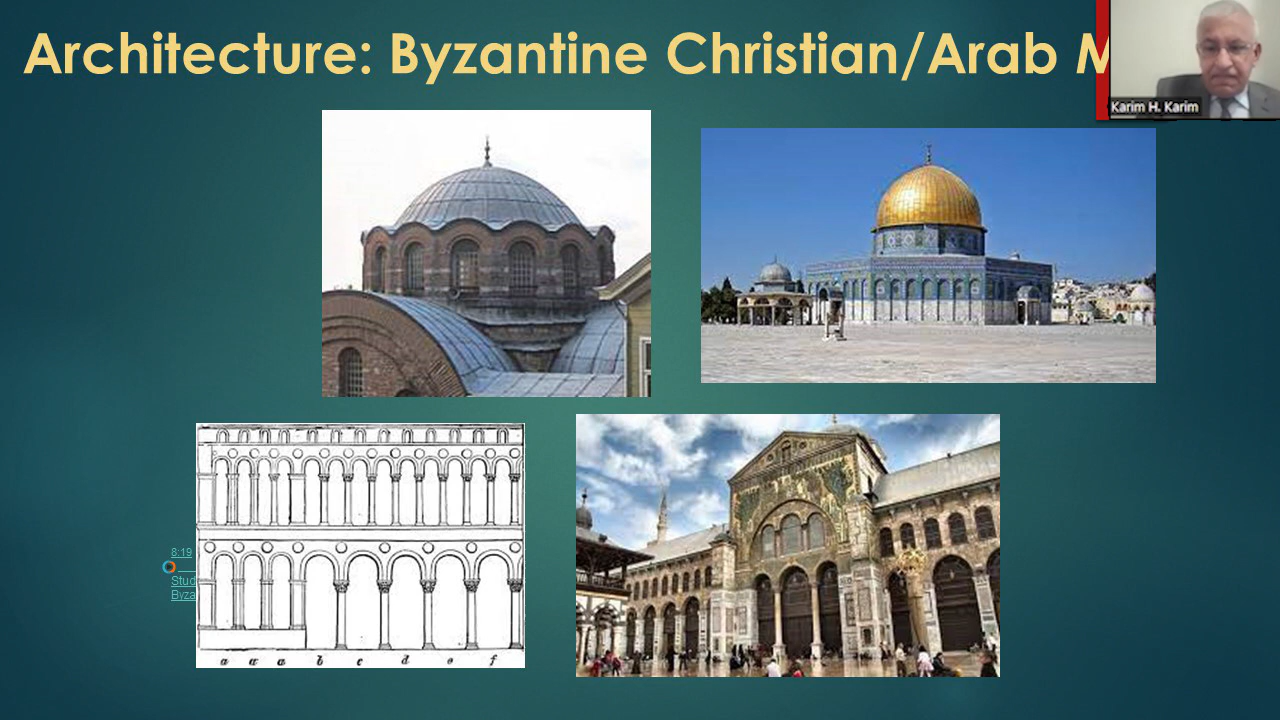 Architecture: Byzantine Christian/Arab M
Karim H. Karim
8:19
Stud
Byza
a a a b c d e f